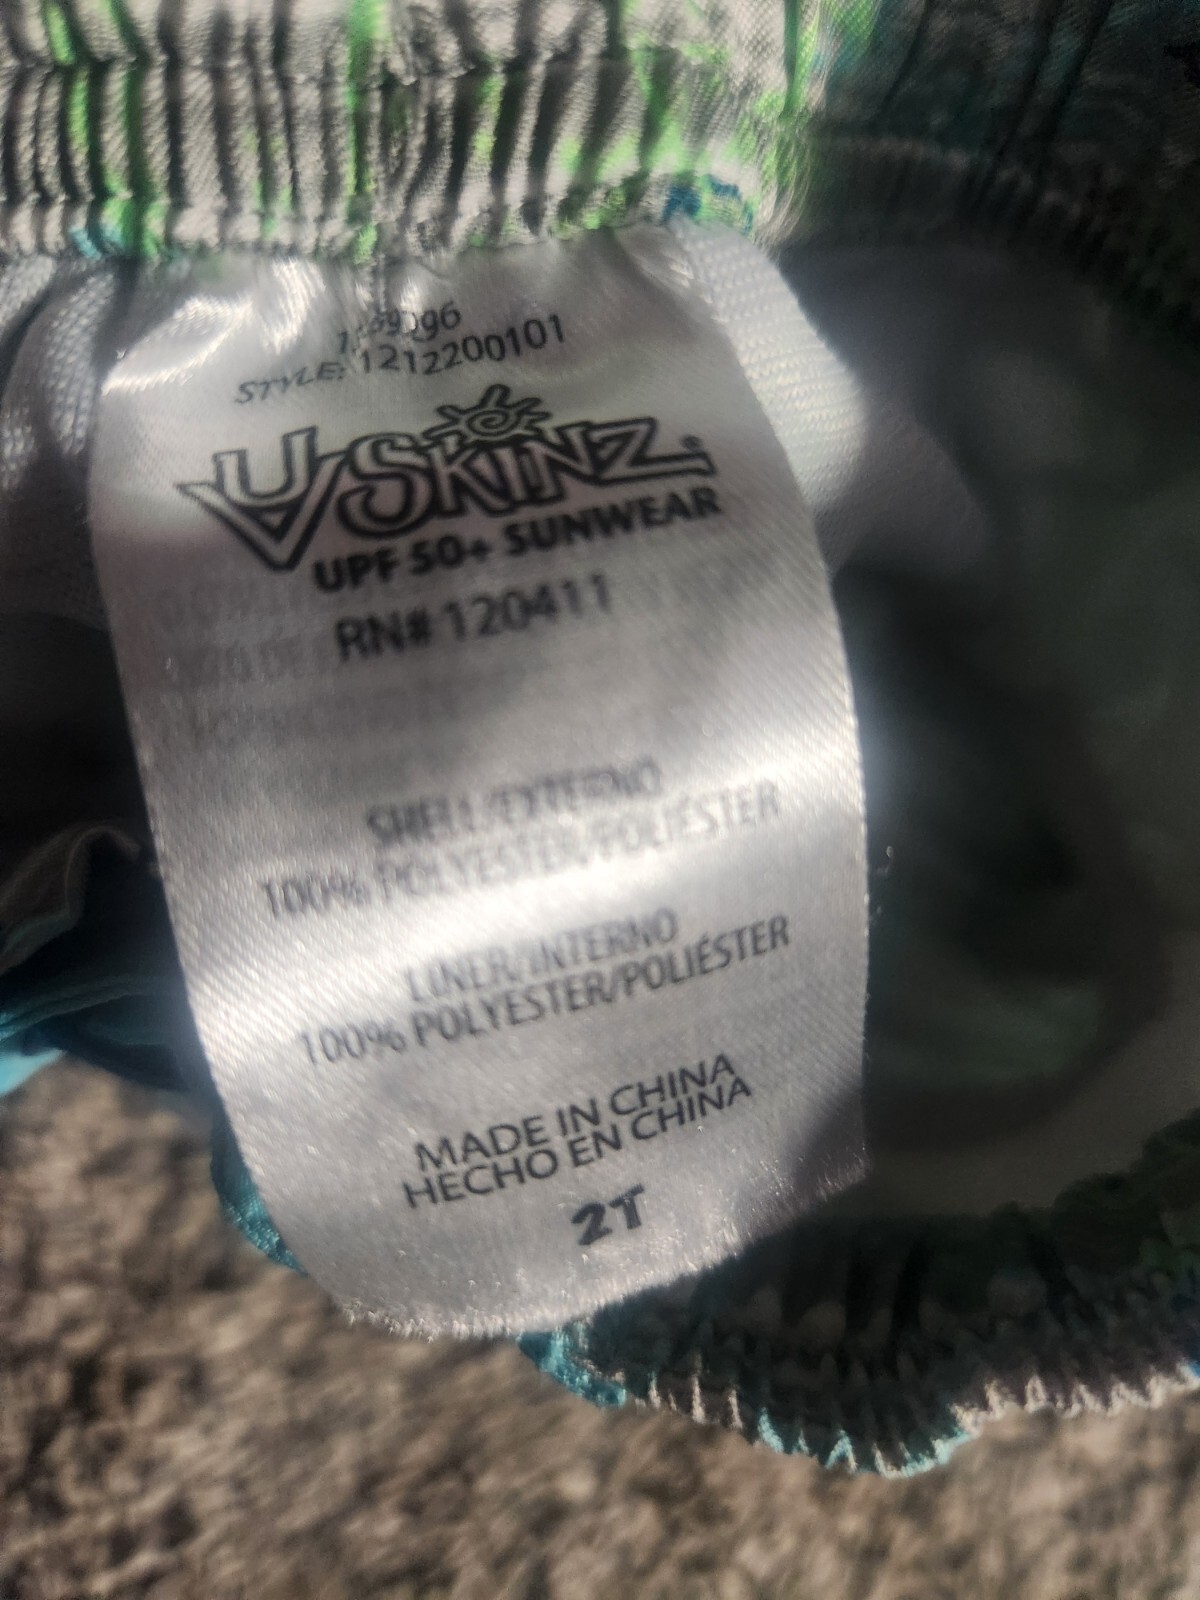 STYLE: 1212200101
UV SKINZ
UPF 50+ SUNWEAR
RN# 120411
SHELL/EXTERNO
100% POLYESTER/POLIÉSTER
LINER/INTERNO
100% POLYESTER/POLIÉSTER
MADE IN CHINA
HECHO EN CHINA
2T